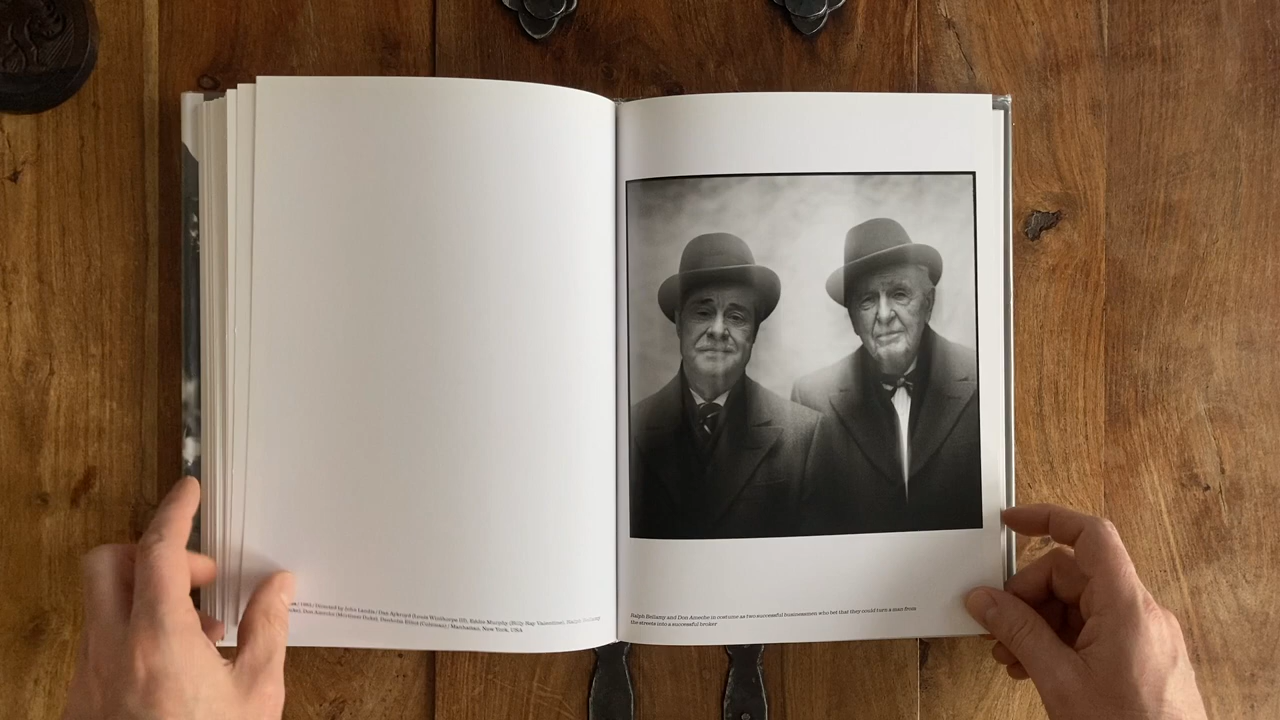 / 1983 / Directed by John Landis / Dan Aykroyd (Louis Winthorpe III), Eddie Murphy (Billy Ray Valentine), Ralph Bellamy
Don Ameche (Mortimer Duke), Denholm Elliot (Coleman) / Manhattan, New York, USA
Ralph Bellamy and Don Ameche in costume as two successful businessmen who bet that they could turn a man from
the streets into a successful broker